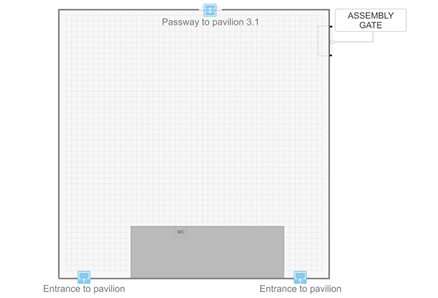 ASSEMBLY
GATE
Passway to pavilion 3.1
WC
Entrance to pavilion
Entrance to pavilion